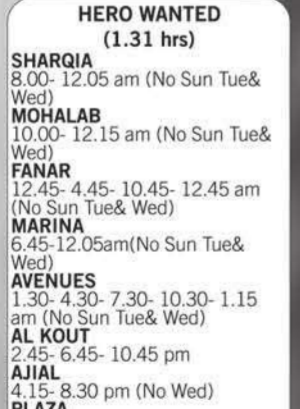 HERO WANTED
(1.31 hrs)
SHARQIA
8.00- 12.05 am (No Sun Tue&
Wed)
MOHALAB
10.00- 12.15 am (No Sun Tue&
Wed)
FANAR
12.45- 4.45- 10.45- 12.45 am
(No Sun Tue& Wed)
MARINA
6.45-12.05am(No Sun Tue&
Wed)
AVENUES
1.30- 4.30- 7.30- 10.30- 1.15
am (No Sun Tue& Wed)
AL KOUT
2.45- 6.45- 10.45 pm
AJIAL
4.15- 8.30 pm (No Wed)
PLAZA